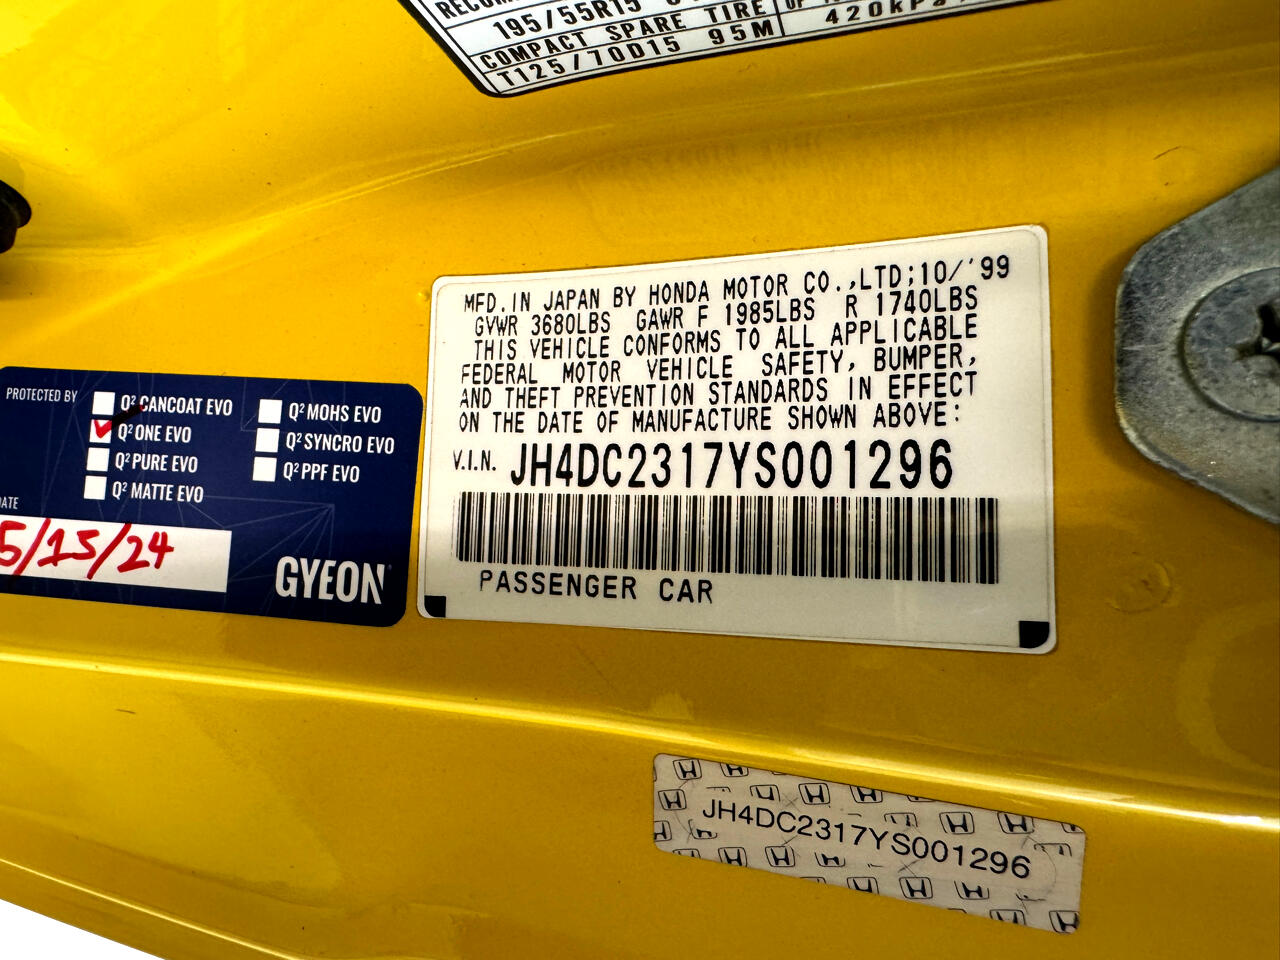 195/55R15
COMPACT SPARE TIRE
T125/70D15 95M
420kPa
MFD. IN JAPAN BY HONDA MOTOR CO.,LTD;10/'99
GVWR 3680LBS GAWR F 1985LBS R 1740LBS
THIS VEHICLE CONFORMS TO ALL APPLICABLE
FEDERAL MOTOR VEHICLE SAFETY, BUMPER,
AND THEFT PREVENTION STANDARDS IN EFFECT
ON THE DATE OF MANUFACTURE SHOWN ABOVE:
V.I.N. JH4DC2317YS001296
PASSENGER CAR
PROTECTED BY
Q² CANCOAT EVO
Q² ONE EVO
Q² PURE EVO
Q² MATTE EVO
Q² MOHS EVO
Q² SYNCRO EVO
Q² PPF EVO
5/15/24
GYEON
JH4DC2317YS001296